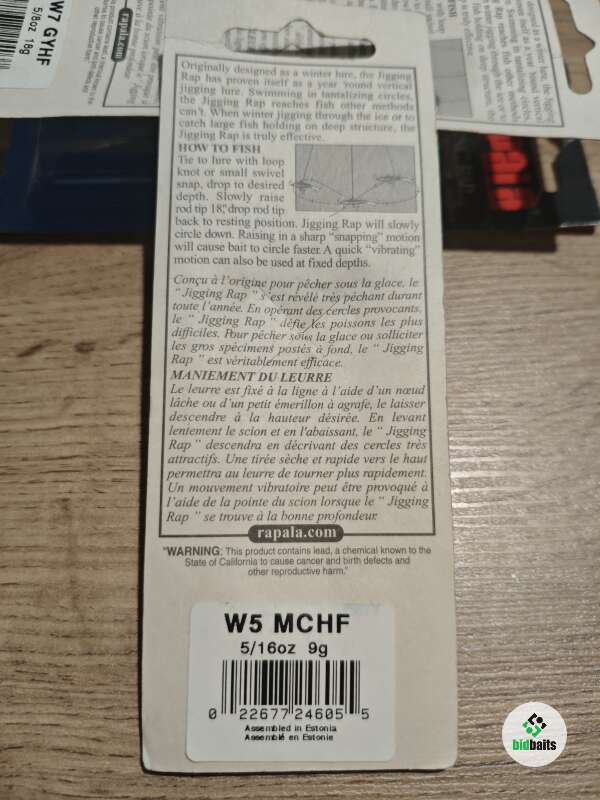 W7 GYHF
5/8oz 18g
rapala.com
Originally designed as a winter lure, the Jigging
Rap has proven itself as a year 'round vertical
jigging lure. Swimming in tantalizing circles,
the Jigging Rap reaches fish other methods
can't. When winter jigging through the ice or to
catch large fish holding on deep structure, the
Jigging Rap is truly effective.
HOW TO FISH
Tie to lure with loop
knot or small swivel
snap, drop to desired
depth. Slowly raise
rod tip 18," drop rod tip
back to resting position. Jigging Rap will slowly
circle down. Raising in a sharp "snapping" motion
will cause bait to circle faster. A quick "vibrating"
motion can also be used at fixed depths.
Conçu à l'origine pour pêcher sous la glace, le
" Jigging Rap " s'est révélé très pêchant durant
toute l'année. En opérant des cercles provocants,
le " Jigging Rap " défie les poissons les plus
difficiles. Pour pêcher sous la glace ou solliciter
les gros spécimens postés à fond, le " Jigging
Rap " est véritablement efficace.
MANIEMENT DU LEURRE
Le leurre est fixé à la ligne à l'aide d'un nœud
lâche ou d'un petit émerillon à agrafe, le laisser
descendre à la hauteur désirée. En levant
lentement le scion et en l'abaissant, le " Jigging
Rap " descendra en décrivant des cercles très
attractifs. Une tirée sèche et rapide vers le haut
permettra au leurre de tourner plus rapidement.
Un mouvement vibratoire peut être provoqué à
l'aide de la pointe du scion lorsque le " Jigging
Rap " se trouve à la bonne profondeur.
rapala.com
"WARNING: This product contains lead, a chemical known to the
State of California to cause cancer and birth defects and
other reproductive harm."
W5 MCHF
5/16oz 9g
0 22677 24605 5
Assembled in Estonia
Assemblé en Estonie
bidbaits